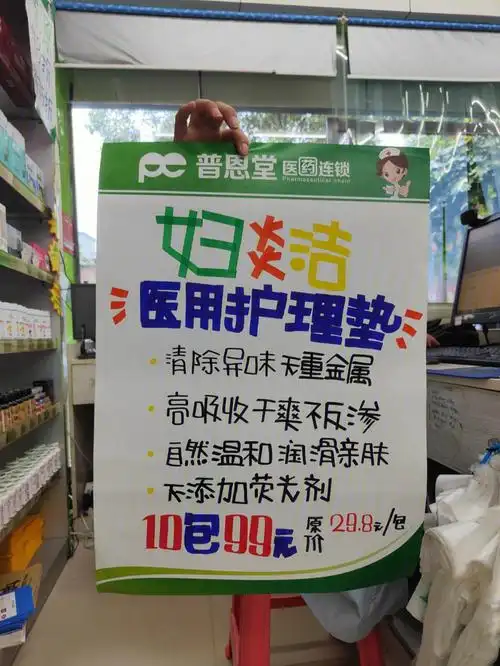 普恩堂 医药连锁
Pharmaceutical chain
妇炎洁
医用护理垫
· 清除异味无重金属
· 高吸收干爽不反渗
· 自然温和润滑亲肤
· 不添加荧光剂
10包99元 原价29.8元/包